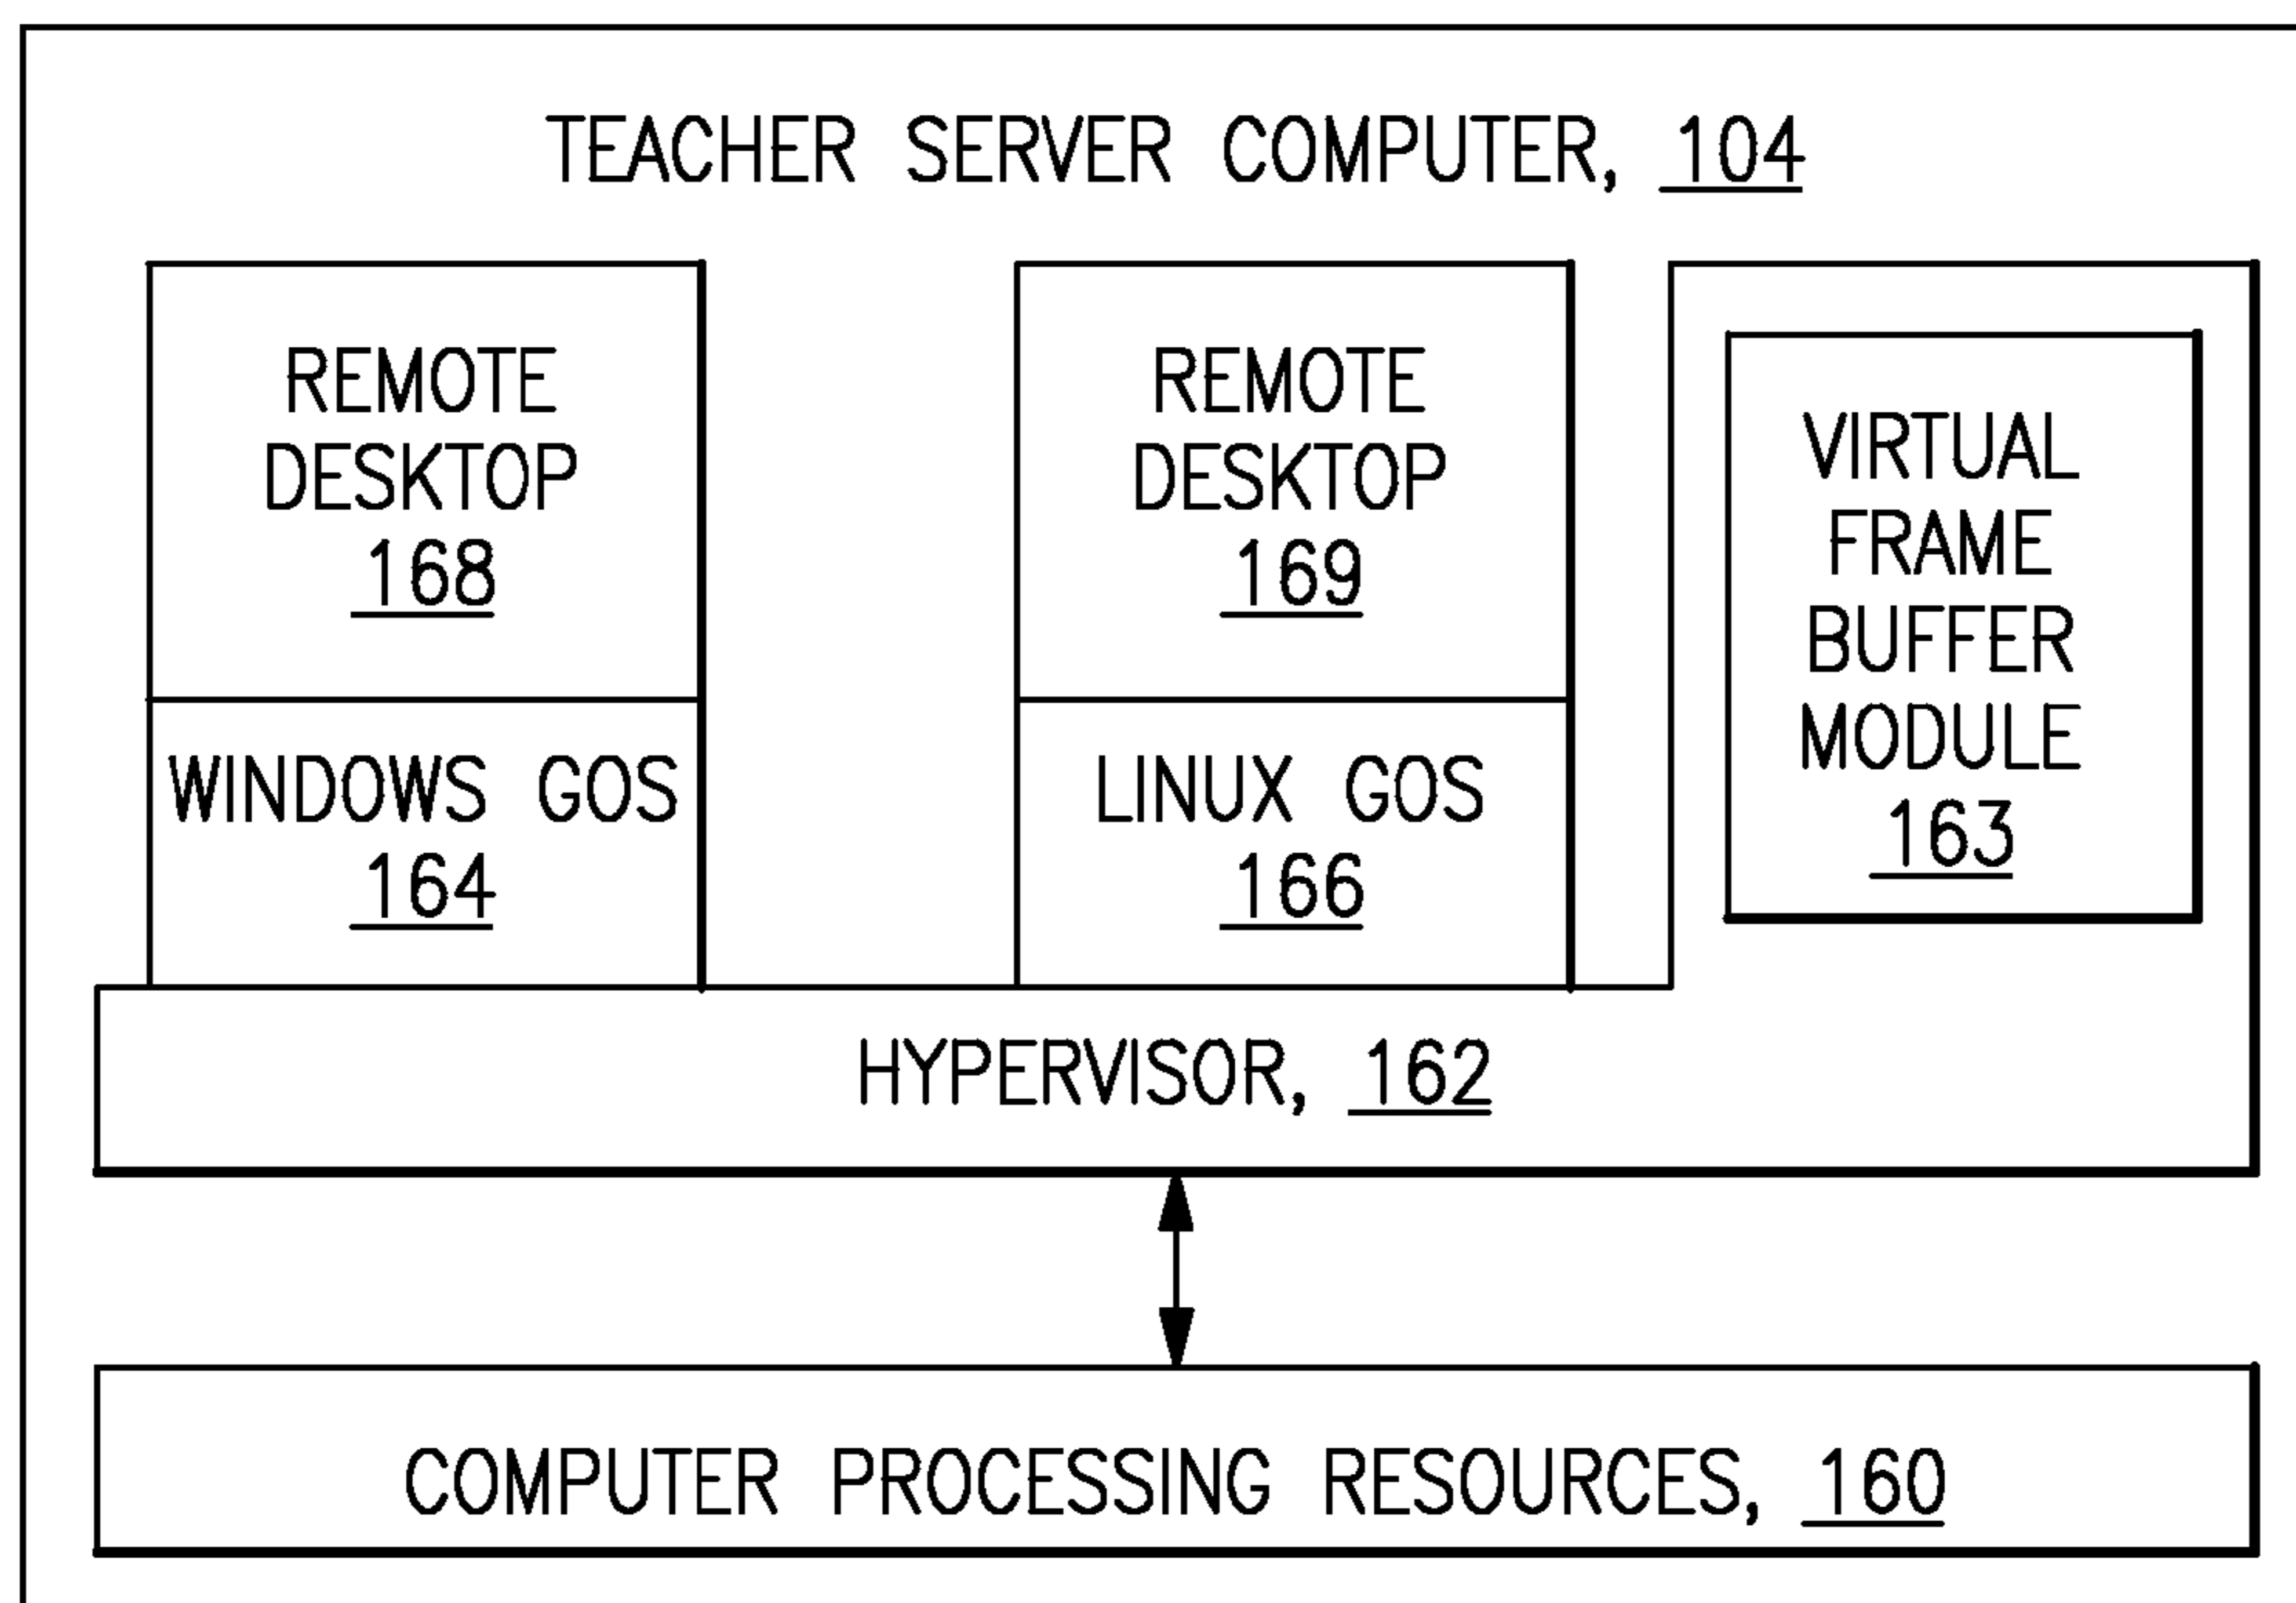 TEACHER SERVER COMPUTER, 104
REMOTE
DESKTOP
168
WINDOWS GOS
164
REMOTE
DESKTOP
169
LINUX GOS
166
VIRTUAL
FRAME
BUFFER
MODULE
163
HYPERVISOR, 162
COMPUTER PROCESSING RESOURCES, 160